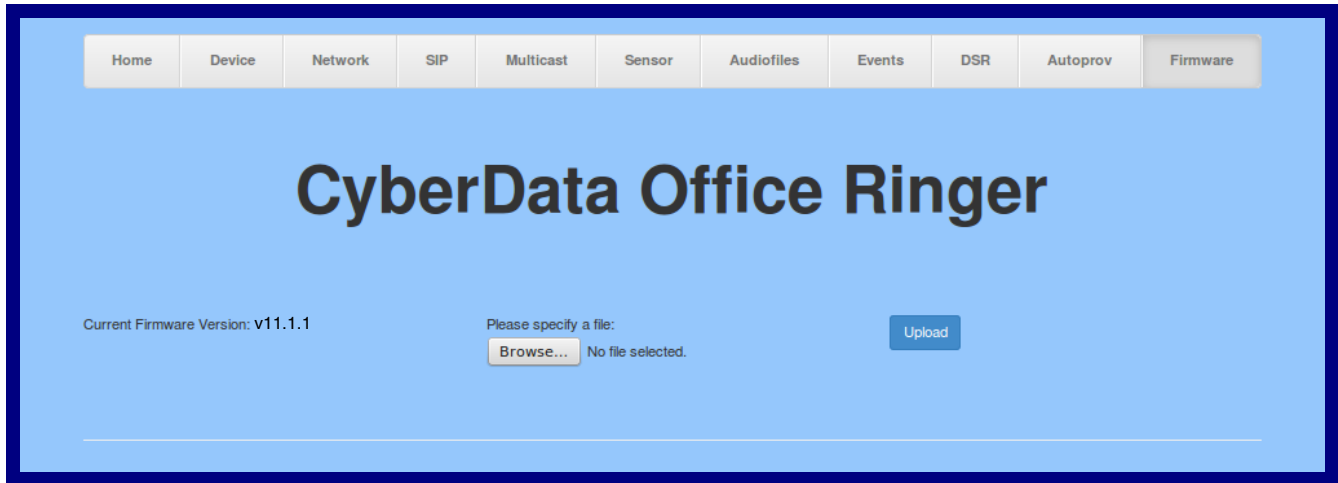 Home Device Network SIP Multicast Sensor Audiofiles Events DSR Autoprov Firmware
CyberData Office Ringer
Current Firmware Version: v11.1.1
Please specify a file:
Browse... No file selected.
Upload